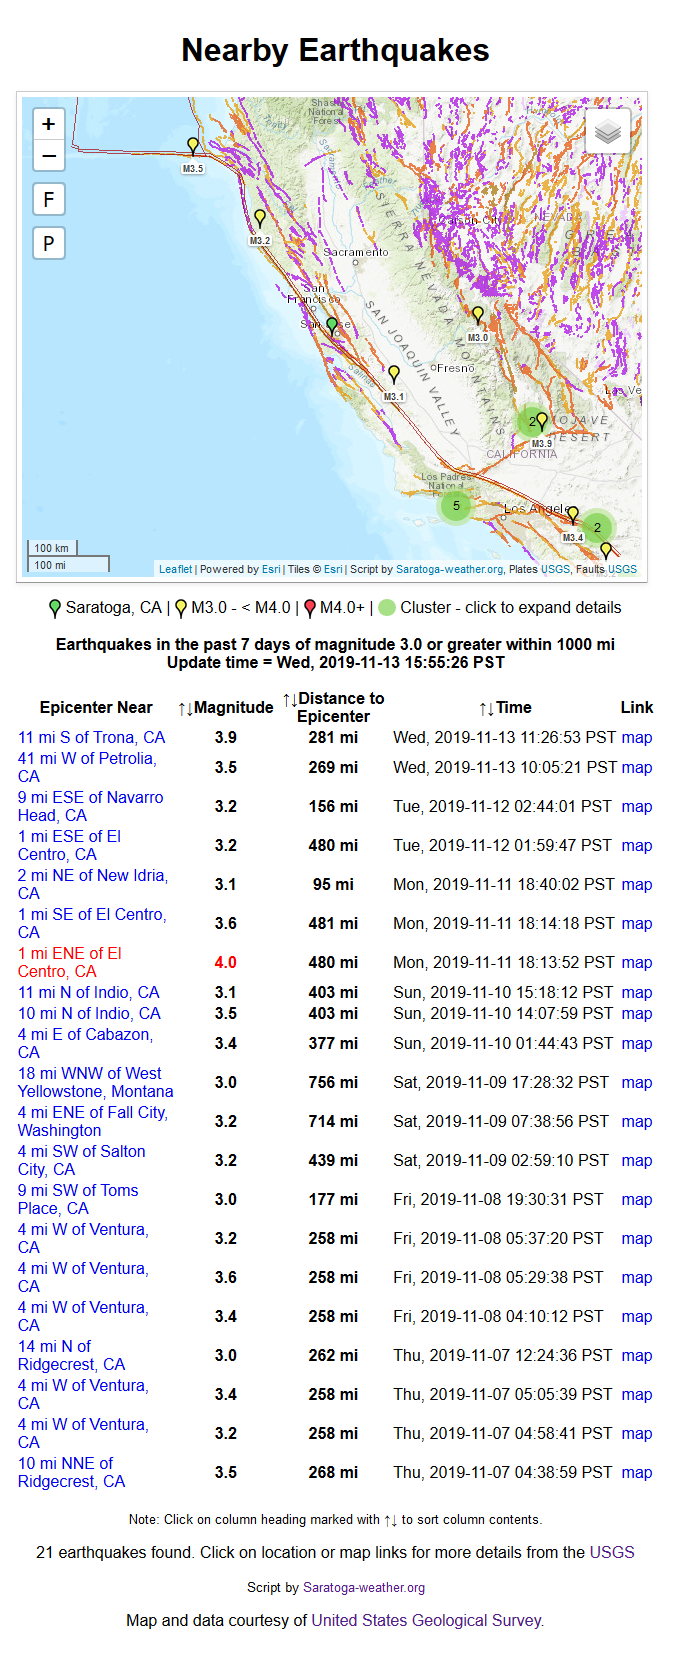 Nearby Earthquakes
+
−
F
P
Shas
National
Forest
Trinity
Sacramento
M3.5
M3.2
Carson City
NEVADA
SIERRA NEVADA MOUNTAINS
Sacramento
San
Francisco
San Jose
SAN JOAQUIN VALLEY
Salinas
M3.0
Fresno
M3.1
Las Ve
2
MOJAVE
DESERT
M3.9
CALIFORNIA
Los Padres
National
5
Los Angeles
2
M3.4
100 km
100 mi
Leaflet | Powered by Esri | Tiles © Esri | Script by Saratoga-weather.org, Plates USGS, Faults USGS
Saratoga, CA | M3.0 - < M4.0 | M4.0+ | Cluster - click to expand details
Earthquakes in the past 7 days of magnitude 3.0 or greater within 1000 mi
Update time = Wed, 2019-11-13 15:55:26 PST
Epicenter Near ↑↓Magnitude ↑↓Distance to Epicenter ↑↓Time Link
11 mi S of Trona, CA 3.9 281 mi Wed, 2019-11-13 11:26:53 PST map
41 mi W of Petrolia, CA 3.5 269 mi Wed, 2019-11-13 10:05:21 PST map
9 mi ESE of Navarro Head, CA 3.2 156 mi Tue, 2019-11-12 02:44:01 PST map
1 mi ESE of El Centro, CA 3.2 480 mi Tue, 2019-11-12 01:59:47 PST map
2 mi NE of New Idria, CA 3.1 95 mi Mon, 2019-11-11 18:40:02 PST map
1 mi SE of El Centro, CA 3.6 481 mi Mon, 2019-11-11 18:14:18 PST map
1 mi ENE of El Centro, CA 4.0 480 mi Mon, 2019-11-11 18:13:52 PST map
11 mi N of Indio, CA 3.1 403 mi Sun, 2019-11-10 15:18:12 PST map
10 mi N of Indio, CA 3.5 403 mi Sun, 2019-11-10 14:07:59 PST map
4 mi E of Cabazon, CA 3.4 377 mi Sun, 2019-11-10 01:44:43 PST map
18 mi WNW of West Yellowstone, Montana 3.0 756 mi Sat, 2019-11-09 17:28:32 PST map
4 mi ENE of Fall City, Washington 3.2 714 mi Sat, 2019-11-09 07:38:56 PST map
4 mi SW of Salton City, CA 3.2 439 mi Sat, 2019-11-09 02:59:10 PST map
9 mi SW of Toms Place, CA 3.0 177 mi Fri, 2019-11-08 19:30:31 PST map
4 mi W of Ventura, CA 3.2 258 mi Fri, 2019-11-08 05:37:20 PST map
4 mi W of Ventura, CA 3.6 258 mi Fri, 2019-11-08 05:29:38 PST map
4 mi W of Ventura, CA 3.4 258 mi Fri, 2019-11-08 04:10:12 PST map
14 mi N of Ridgecrest, CA 3.0 262 mi Thu, 2019-11-07 12:24:36 PST map
4 mi W of Ventura, CA 3.4 258 mi Thu, 2019-11-07 05:05:39 PST map
4 mi W of Ventura, CA 3.2 258 mi Thu, 2019-11-07 04:58:41 PST map
10 mi NNE of Ridgecrest, CA 3.5 268 mi Thu, 2019-11-07 04:38:59 PST map
Note: Click on column heading marked with ↑↓ to sort column contents.
21 earthquakes found. Click on location or map links for more details from the USGS
Script by Saratoga-weather.org
Map and data courtesy of United States Geological Survey.